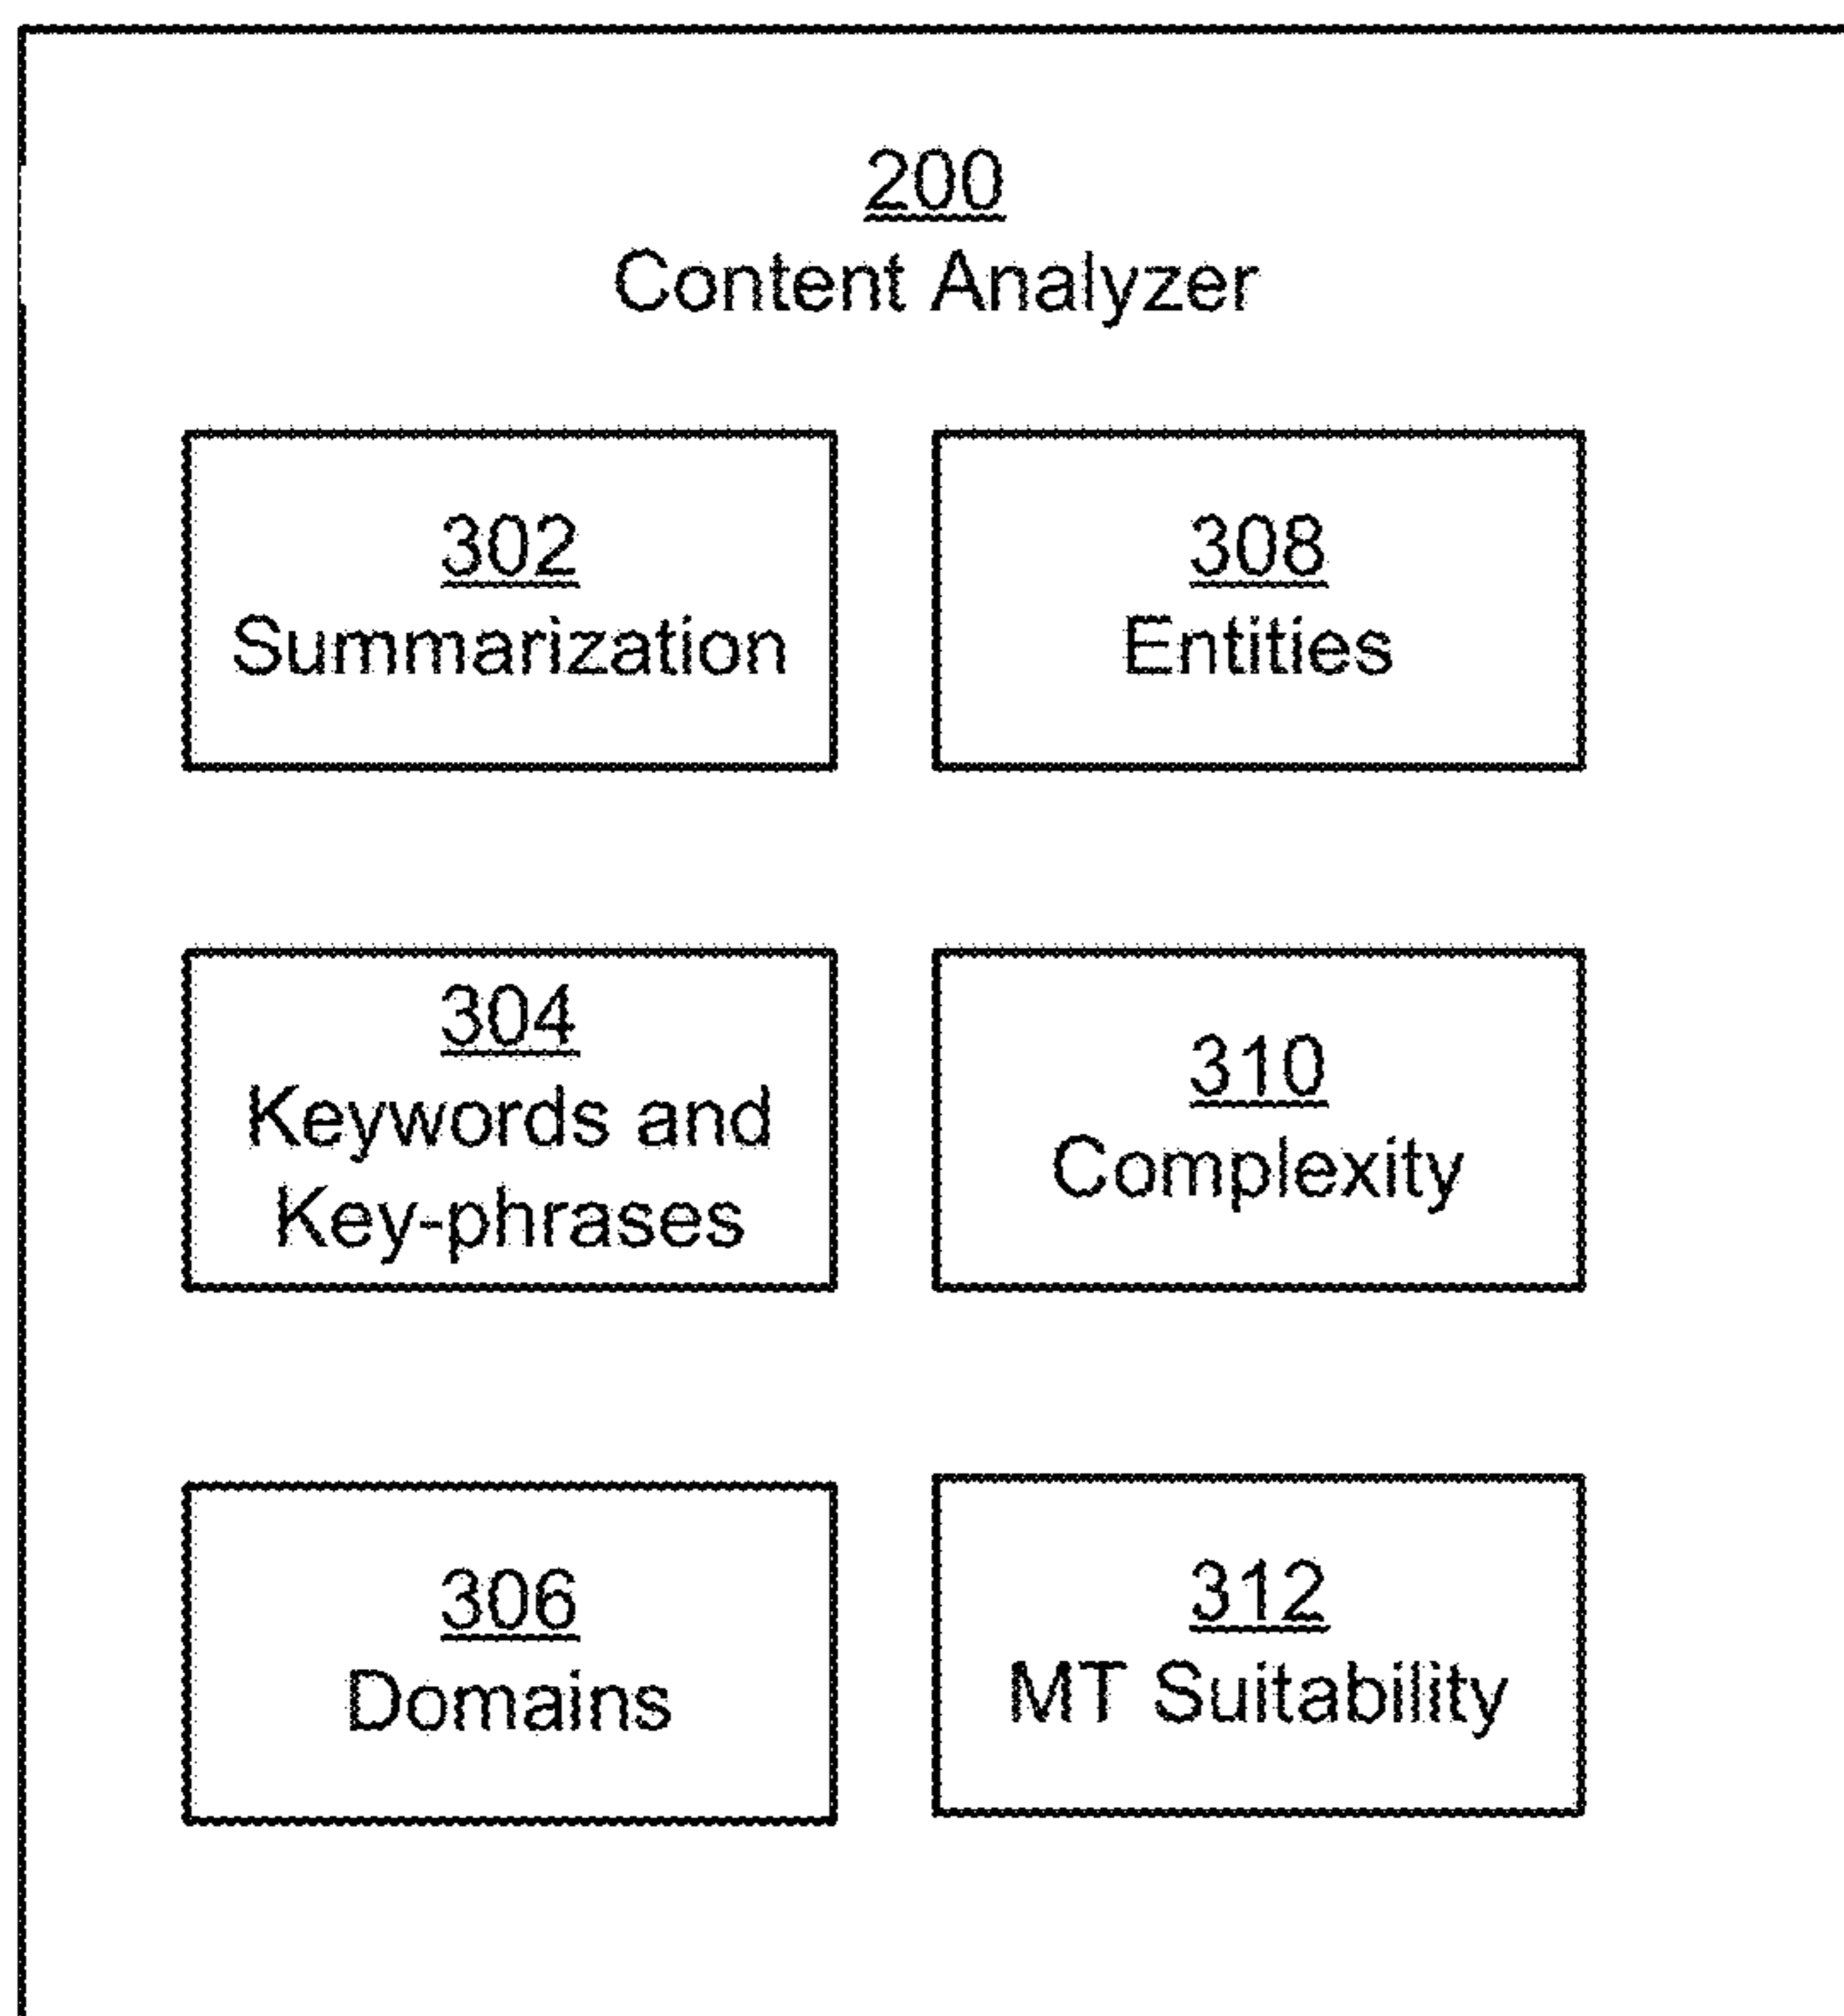 200
Content Analyzer
302
Summarization
308
Entities
304
Keywords and
Key-phrases
310
Complexity
306
Domains
312
MT Suitability